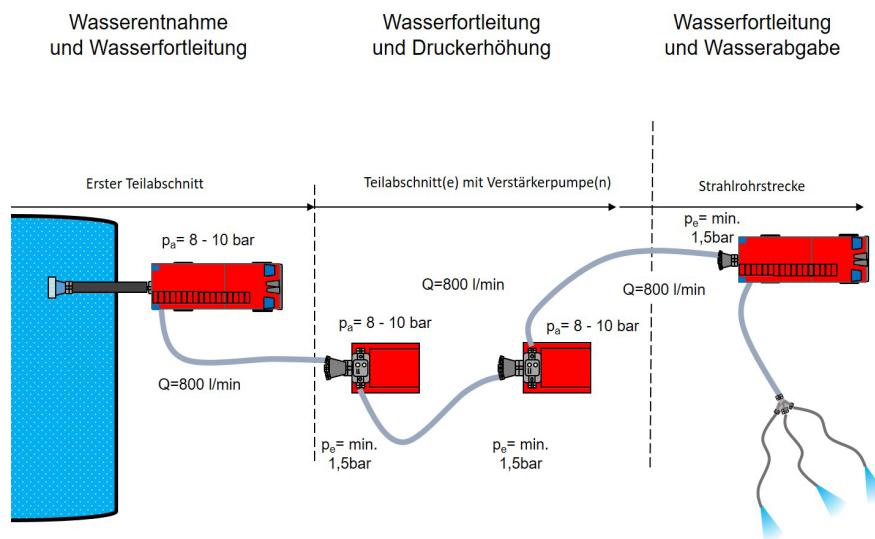 Wasserentnahme
und Wasserfortleitung
Wasserfortleitung
und Druckerhöhung
Wasserfortleitung
und Wasserabgabe
Erster Teilabschnitt
Teilabschnitt(e) mit Verstärkerpumpe(n)
Strahlrohrstrecke
pa= 8 - 10 bar
pe= min.
1,5bar
Q=800 l/min
Q=800 l/min
pa= 8 - 10 bar
pa= 8 - 10 bar
Q=800 l/min
pe= min.
1,5bar
pe= min.
1,5bar